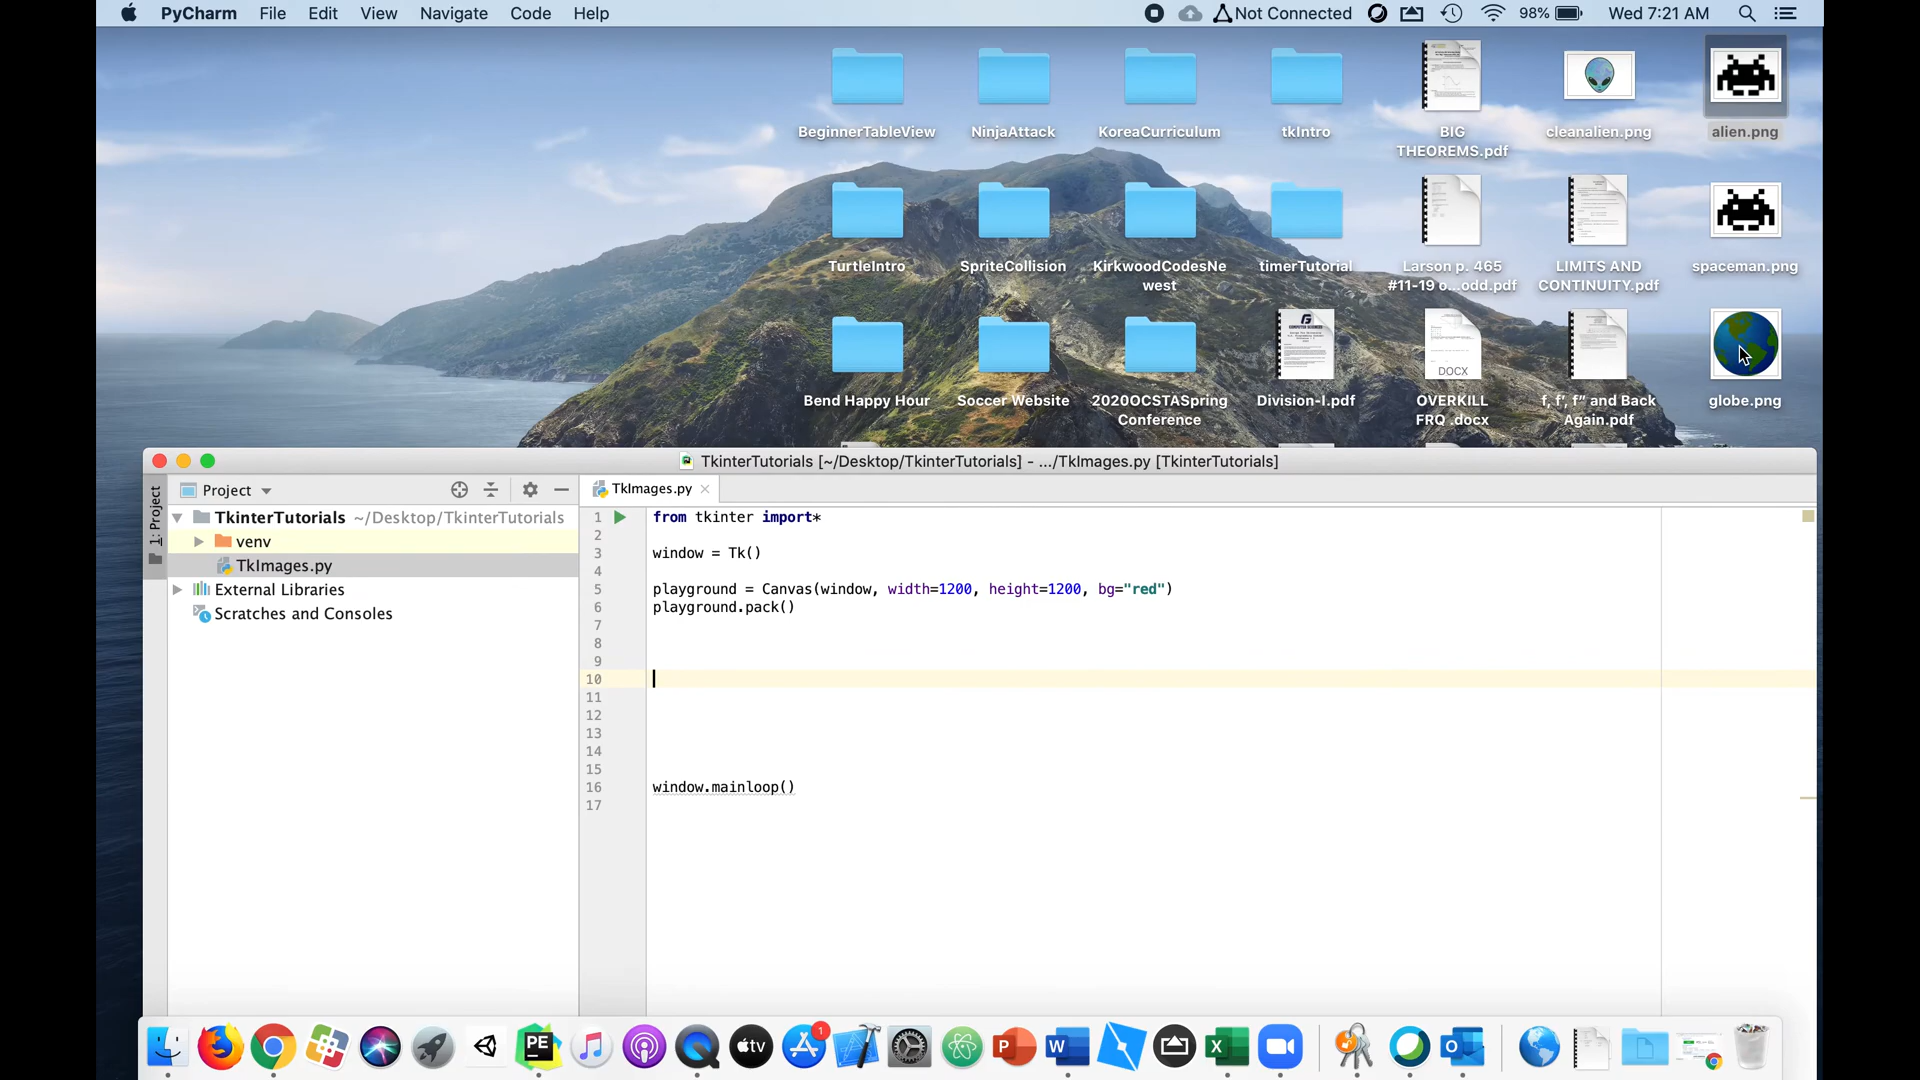 PyCharm File Edit View Navigate Code Help
Not Connected 98% Wed 7:21 AM
BeginnerTableView NinjaAttack KoreaCurriculum tkIntro BIG cleanalien.png alien.png
THEOREMS.pdf
TurtleIntro SpriteCollision KirkwoodCodesNe timerTutorial Larson p. 465 LIMITS AND spaceman.png
west #11-19 o...odd.pdf CONTINUITY.pdf
DOCX
Bend Happy Hour Soccer Website 2020OCSTASpring Division-I.pdf OVERKILL f, f', f" and Back globe.png
Conference FRQ .docx Again.pdf
TkinterTutorials [~/Desktop/TkinterTutorials] - .../TkImages.py [TkinterTutorials]
1: Project
Project
TkImages.py
TkinterTutorials ~/Desktop/TkinterTutorials
venv
TkImages.py
External Libraries
Scratches and Consoles
1 from tkinter import*
2
3 window = Tk()
4
5 playground = Canvas(window, width=1200, height=1200, bg="red")
6 playground.pack()
7
8
9
10
11
12
13
14
15
16 window.mainloop()
17
PE tv 1 P W X O